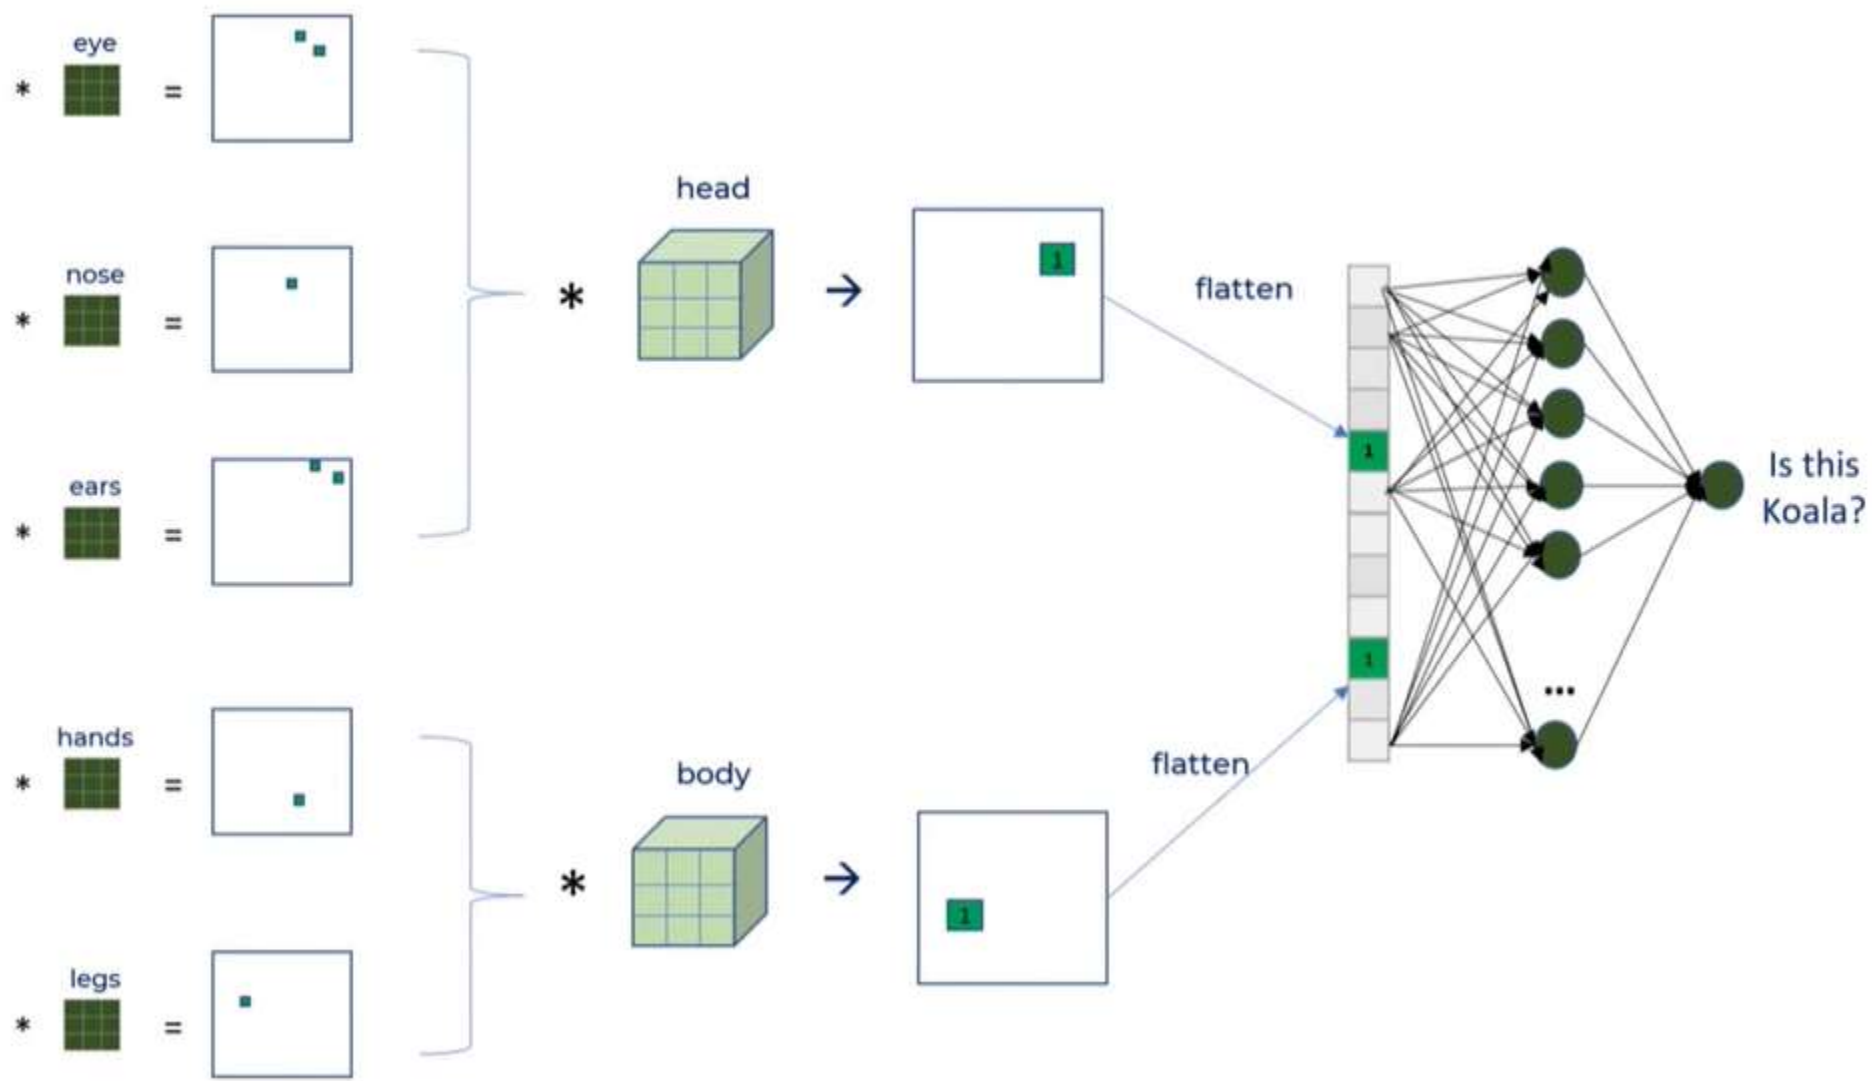 eye
* =
nose
* =
ears
* =
head
* →
1
flatten
hands
* =
legs
* =
body
* →
1
flatten
1
1
...
Is this
Koala?